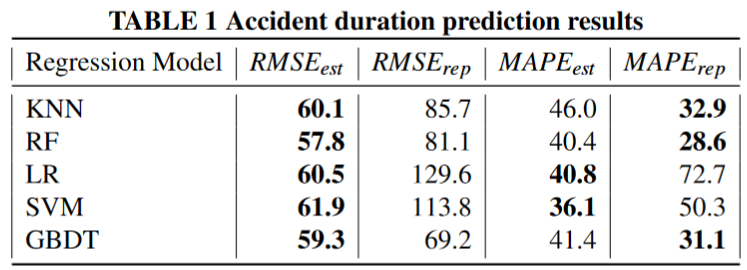 TABLE 1 Accident duration prediction results
Regression Model RMSEest RMSErep MAPEest MAPErep
KNN 60.1 85.7 46.0 32.9
RF 57.8 81.1 40.4 28.6
LR 60.5 129.6 40.8 72.7
SVM 61.9 113.8 36.1 50.3
GBDT 59.3 69.2 41.4 31.1